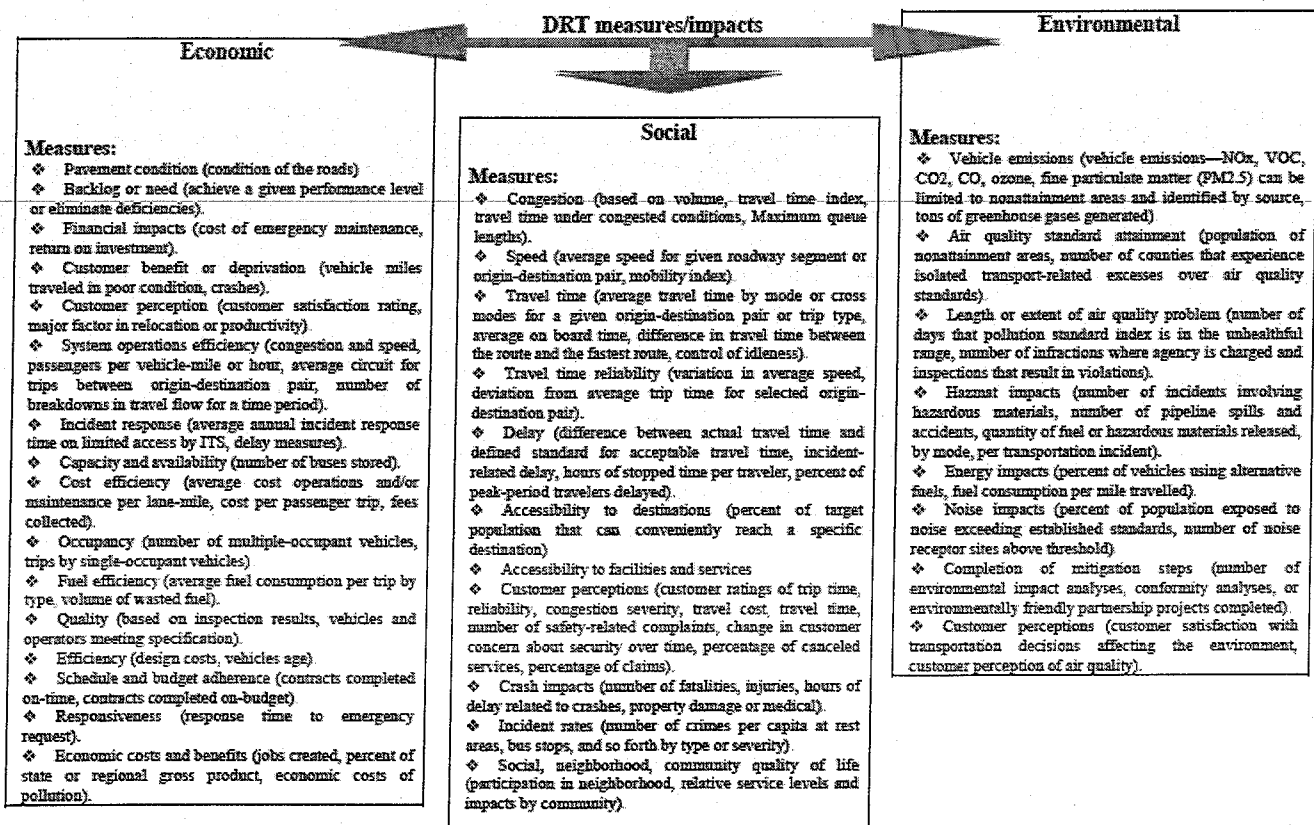 DRT measures/impacts
Economic
Measures:
❖ Pavement condition (condition of the roads)
❖ Backlog or need (achieve a given performance level
or eliminate deficiencies).
❖ Financial impacts (cost of emergency maintenance,
return on investment).
❖ Customer benefit or deprivation (vehicle miles
traveled in poor condition, crashes).
❖ Customer perception (customer satisfaction rating,
major factor in relocation or productivity).
❖ System operations efficiency (congestion and speed,
passengers per vehicle-mile or hour, average circuit for
trips between origin-destination pair, number of
breakdowns in travel flow for a time period).
❖ Incident response (average annual incident response
time on limited access by ITS, delay measures).
❖ Capacity and availability (number of buses stored).
❖ Cost efficiency (average cost operations and/or
maintenance per lane-mile, cost per passenger trip, fees
collected).
❖ Occupancy (number of multiple-occupant vehicles,
trips by single-occupant vehicles)
❖ Fuel efficiency (average fuel consumption per trip by
type, volume of wasted fuel).
❖ Quality (based on inspection results, vehicles and
operators meeting specification).
❖ Efficiency (design costs, vehicles age)
❖ Schedule and budget adherence (contracts completed
on-time, contracts completed on-budget)
❖ Responsiveness (response time to emergency
request).
❖ Economic costs and benefits (jobs created, percent of
state or regional gross product, economic costs of
pollution).
Social
Measures:
❖ Congestion (based on volume, travel time index,
travel time under congested conditions, Maximum queue
lengths).
❖ Speed (average speed for given roadway segment or
origin-destination pair, mobility index)
❖ Travel time (average travel time by mode or cross
modes for a given origin-destination pair or trip type,
average on board time, difference in travel time between
the route and the fastest route, control of idleness).
❖ Travel time reliability (variation in average speed,
deviation from average trip time for selected origin-
destination pair).
❖ Delay (difference between actual travel time and
defined standard for acceptable travel time, incident-
related delay, hours of stopped time per traveler, percent of
peak-period travelers delayed).
❖ Accessibility to destinations (percent of target
population that can conveniently reach a specific
destination)
❖ Accessibility to facilities and services
❖ Customer perceptions (customer ratings of trip time,
reliability, congestion severity, travel cost, travel time,
number of safety-related complaints, change in customer
concern about security over time, percentage of canceled
services, percentage of claims).
❖ Crash impacts (number of fatalities, injuries, hours of
delay related to crashes, property damage or medical).
❖ Incident rates (number of crimes per capita at rest
areas, bus stops, and so forth by type or severity)
❖ Social, neighborhood, community quality of life
(participation in neighborhood, relative service levels and
impacts by community)
Environmental
Measures:
❖ Vehicle emissions (vehicle emissions—NOx, VOC,
CO2, CO, ozone, fine particulate matter (PM2.5) can be
limited to nonattainment areas and identified by source,
tons of greenhouse gases generated)
❖ Air quality standard attainment (population of
nonattainment areas, number of counties that experience
isolated transport-related excesses over air quality
standards)
❖ Length or extent of air quality problem (number of
days that pollution standard index is in the unhealthful
range, number of infractions where agency is charged and
inspections that result in violations).
❖ Hazmat impacts (number of incidents involving
hazardous materials, number of pipeline spills and
accidents, quantity of fuel or hazardous materials released,
by mode, per transportation incident).
❖ Energy impacts (percent of vehicles using alternative
fuels, fuel consumption per mile travelled).
❖ Noise impacts (percent of population exposed to
noise exceeding established standards, number of noise
receptor sites above threshold)
❖ Completion of mitigation steps (number of
environmental impact analyses, conformity analyses, or
environmentally friendly partnership projects completed).
❖ Customer perceptions (customer satisfaction with
transportation decisions affecting the environment,
customer perception of air quality).